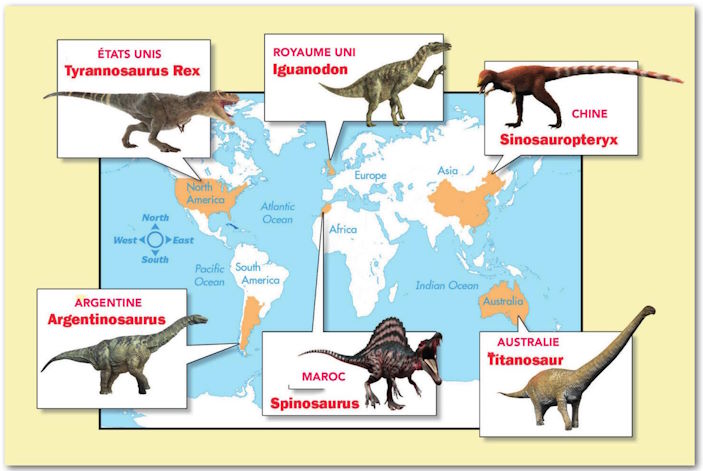 ÉTATS UNIS
Tyrannosaurus Rex
ROYAUME UNI
Iguanodon
CHINE
Sinosauropteryx
North
America
Atlantic
Ocean
Europe
Asia
Africa
North
West
East
South
Pacific
Ocean
South
America
Indian Ocean
Australia
ARGENTINE
Argentinosaurus
MAROC
Spinosaurus
AUSTRALIE
Titanosaur